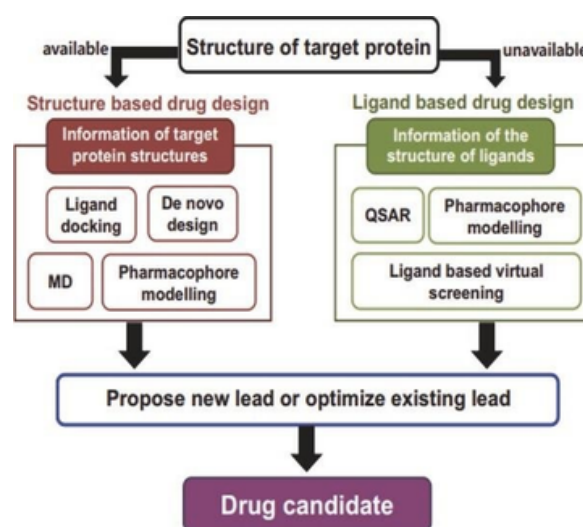 Structure of target protein
available
unavailable
Structure based drug design
Information of target
protein structures
Ligand
docking
De novo
design
MD
Pharmacophore
modelling
Ligand based drug design
Information of the
structure of ligands
QSAR
Pharmacophore
modelling
Ligand based virtual
screening
Propose new lead or optimize existing lead
Drug candidate